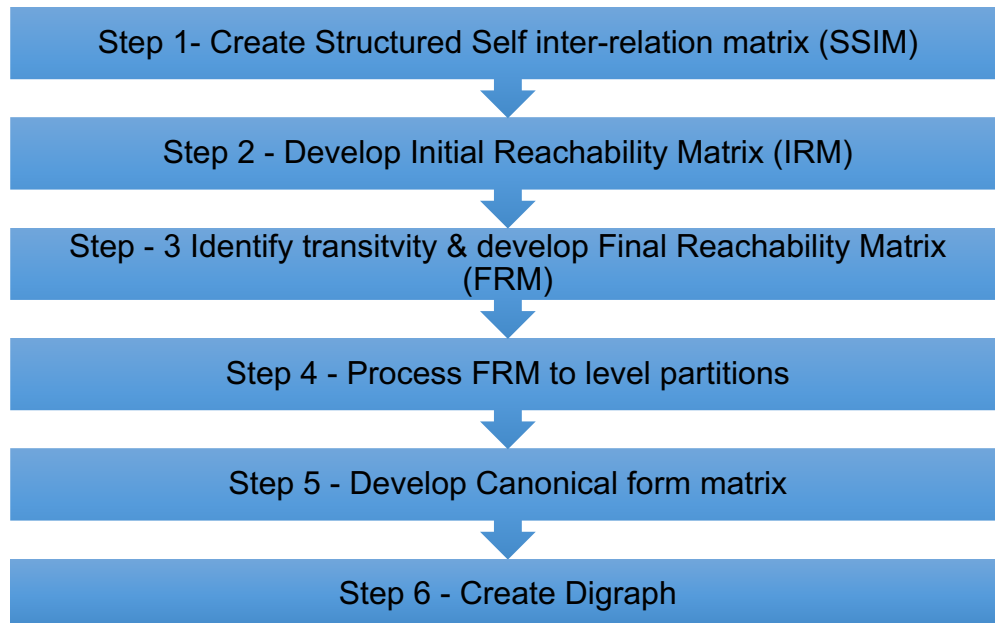 Step 1- Create Structured Self inter-relation matrix (SSIM)
Step 2 - Develop Initial Reachability Matrix (IRM)
Step - 3 Identify transitvity & develop Final Reachability Matrix
(FRM)
Step 4 - Process FRM to level partitions
Step 5 - Develop Canonical form matrix
Step 6 - Create Digraph